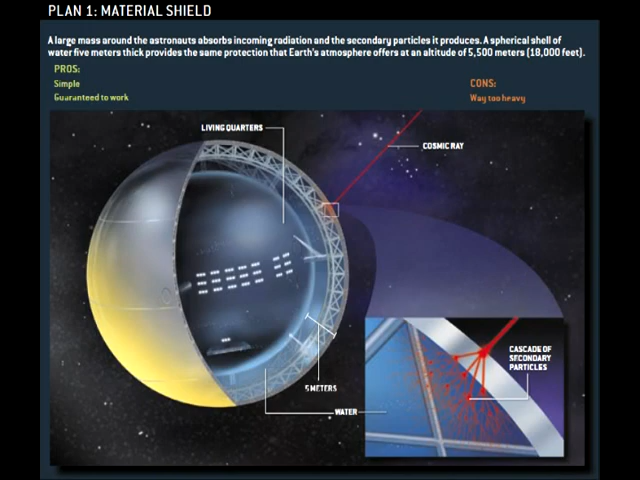 PLAN 1: MATERIAL SHIELD
A large mass around the astronauts absorbs incoming radiation and the secondary particles it produces. A spherical shell of
water five meters thick provides the same protection that Earth's atmosphere offers at an altitude of 5,500 meters (18,000 feet).
PROS:
Simple
Guaranteed to work
CONS:
Way too heavy
LIVING QUARTERS
COSMIC RAY
CASCADE OF
SECONDARY
PARTICLES
5 METERS
WATER